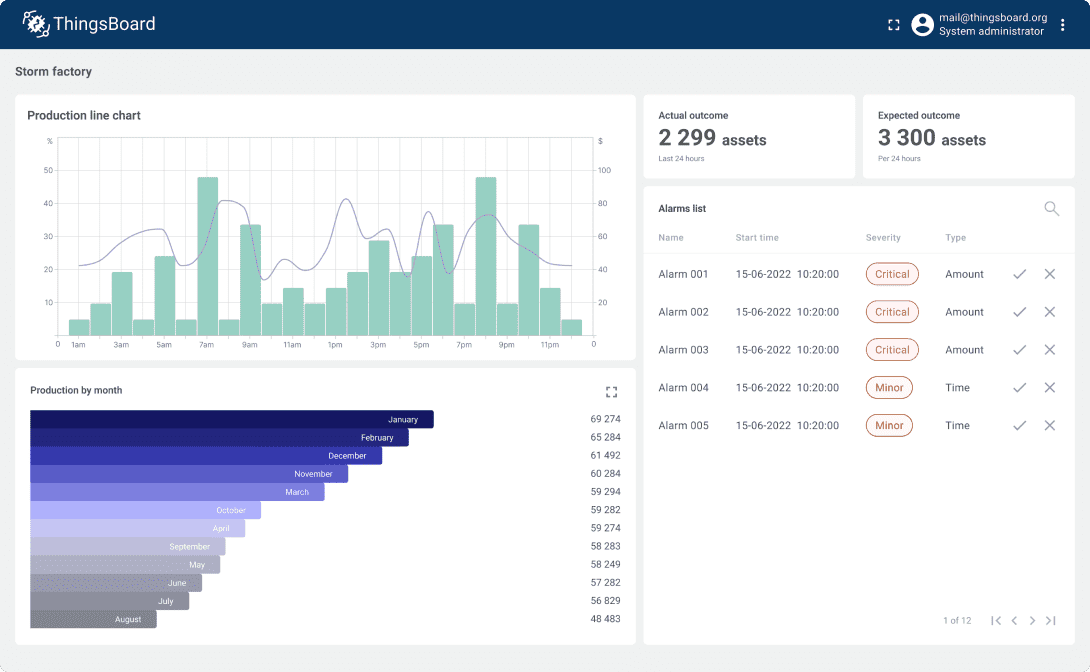 ThingsBoard
mail@thingsboard.org
System administrator
Storm factory
Production line chart
% $
50 100
40 80
30 60
20 40
10 20
0 1am 3am 5am 7am 9am 11am 1pm 3pm 5pm 7pm 9pm 11pm 0
Actual outcome
2 299 assets
Last 24 hours
Expected outcome
3 300 assets
Per 24 hours
Alarms list
Name Start time Severity Type
Alarm 001 15-06-2022 10:20:00 Critical Amount
Alarm 002 15-06-2022 10:20:00 Critical Amount
Alarm 003 15-06-2022 10:20:00 Critical Amount
Alarm 004 15-06-2022 10:20:00 Minor Time
Alarm 005 15-06-2022 10:20:00 Minor Time
1 of 12
Production by month
January 69 274
February 65 284
December 61 492
November 60 284
March 59 294
October 59 282
April 59 274
September 58 283
May 58 249
June 57 282
July 56 829
August 48 483